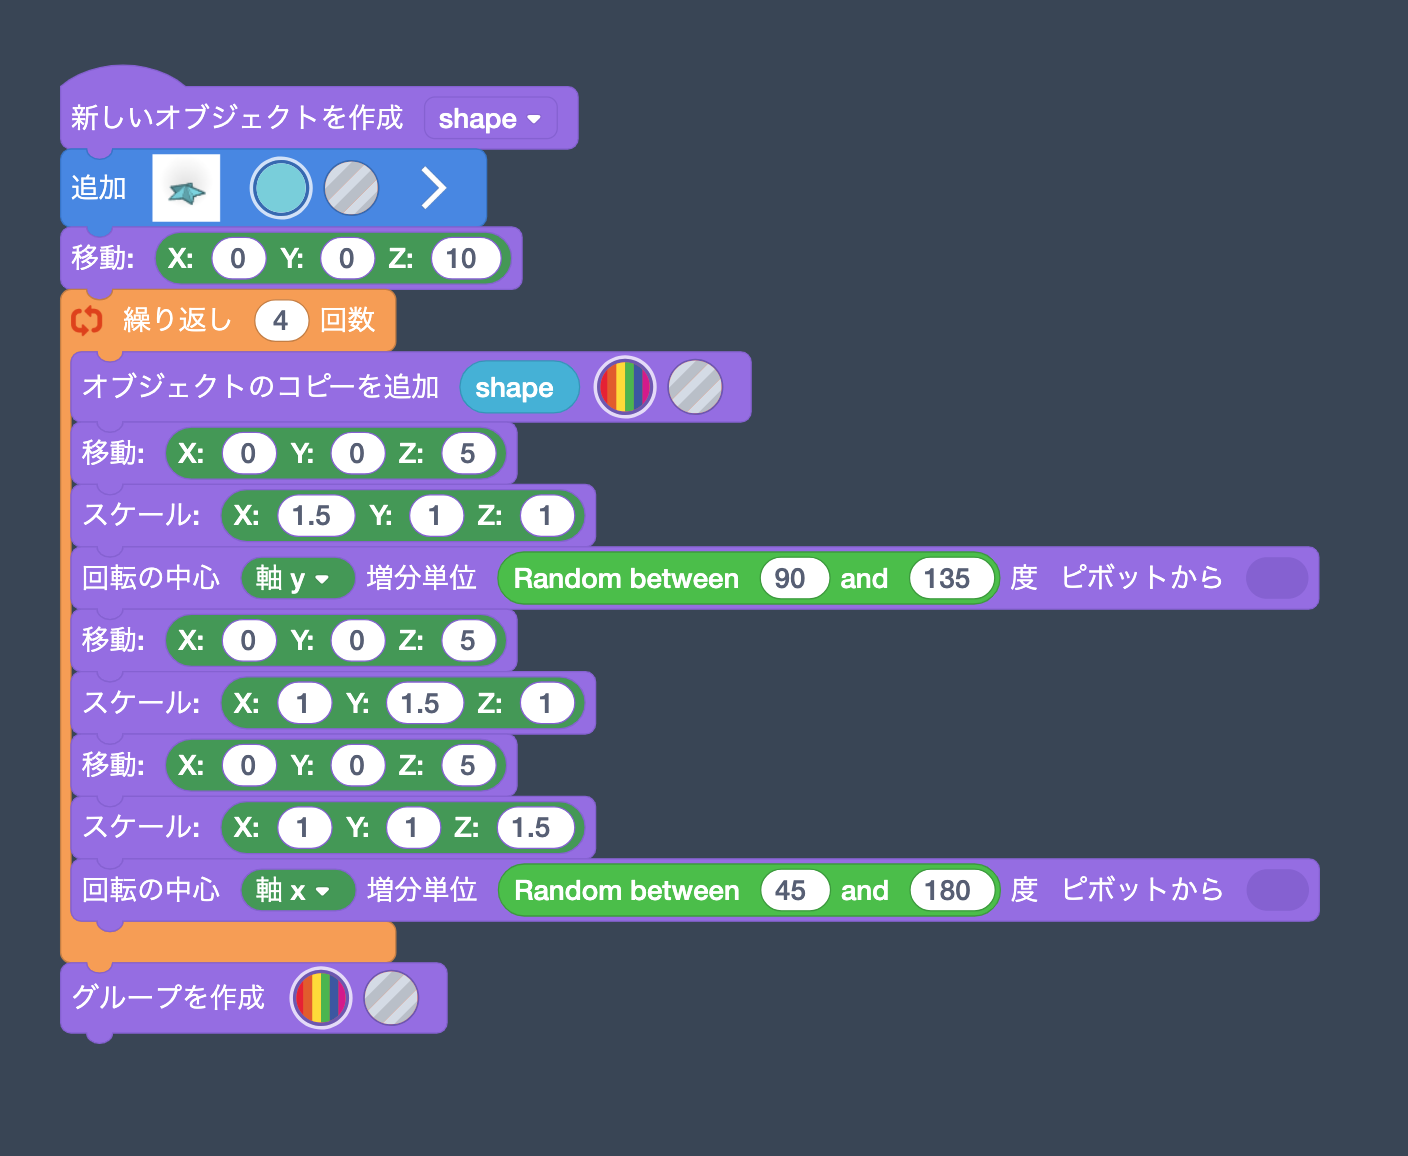 新しいオブジェクトを作成 shape
追加
移動: X: 0 Y: 0 Z: 10
繰り返し 4 回数
オブジェクトのコピーを追加 shape
移動: X: 0 Y: 0 Z: 5
スケール: X: 1.5 Y: 1 Z: 1
回転の中心 軸 y 増分単位 Random between 90 and 135 度 ピボットから
移動: X: 0 Y: 0 Z: 5
スケール: X: 1 Y: 1.5 Z: 1
移動: X: 0 Y: 0 Z: 5
スケール: X: 1 Y: 1 Z: 1.5
回転の中心 軸 x 増分単位 Random between 45 and 180 度 ピボットから
グループを作成